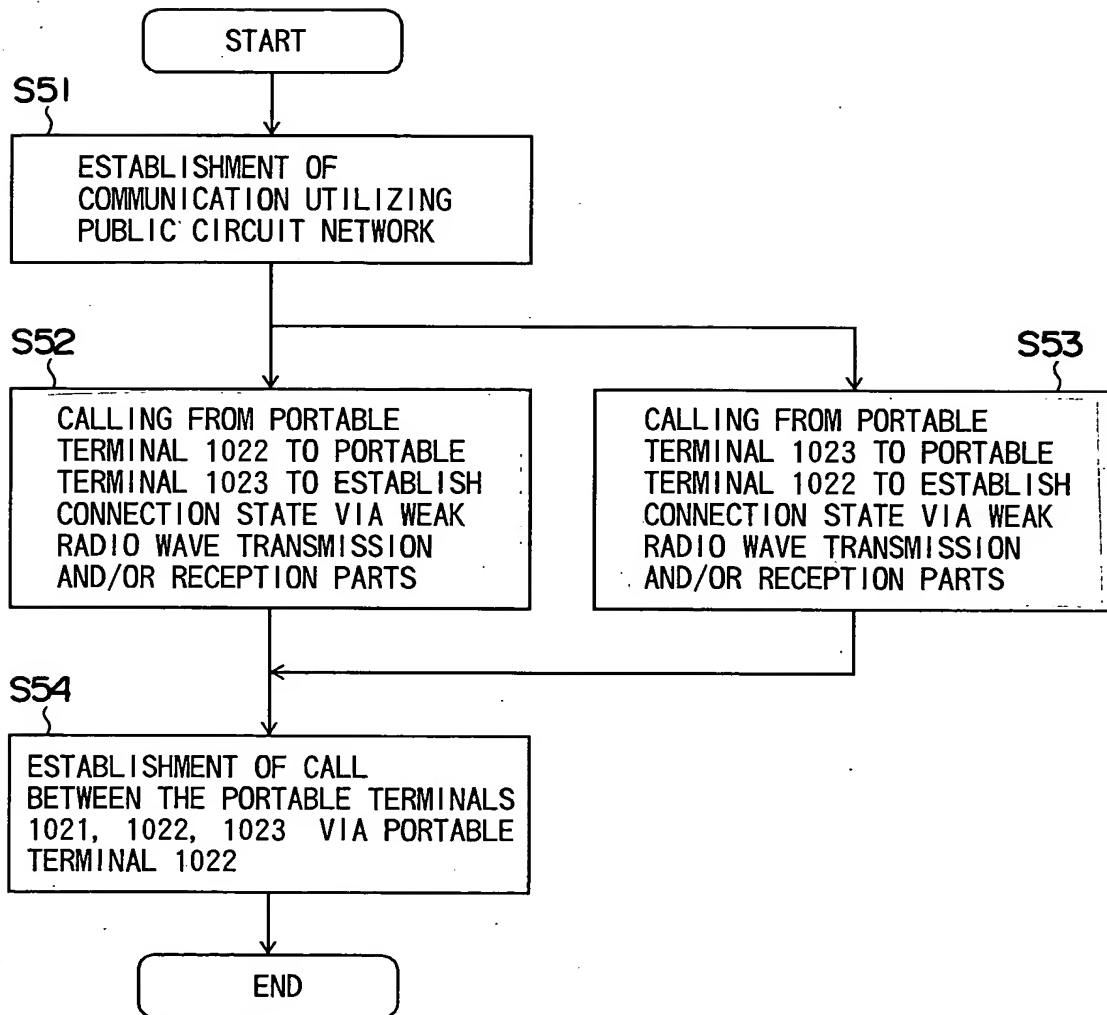 START
S51
ESTABLISHMENT OF
COMMUNICATION UTILIZING
PUBLIC CIRCUIT NETWORK
S52
CALLING FROM PORTABLE
TERMINAL 1022 TO PORTABLE
TERMINAL 1023 TO ESTABLISH
CONNECTION STATE VIA WEAK
RADIO WAVE TRANSMISSION
AND/OR RECEPTION PARTS
S53
CALLING FROM PORTABLE
TERMINAL 1023 TO PORTABLE
TERMINAL 1022 TO ESTABLISH
CONNECTION STATE VIA WEAK
RADIO WAVE TRANSMISSION
AND/OR RECEPTION PARTS
S54
ESTABLISHMENT OF CALL
BETWEEN THE PORTABLE TERMINALS
1021, 1022, 1023 VIA PORTABLE
TERMINAL 1022
END